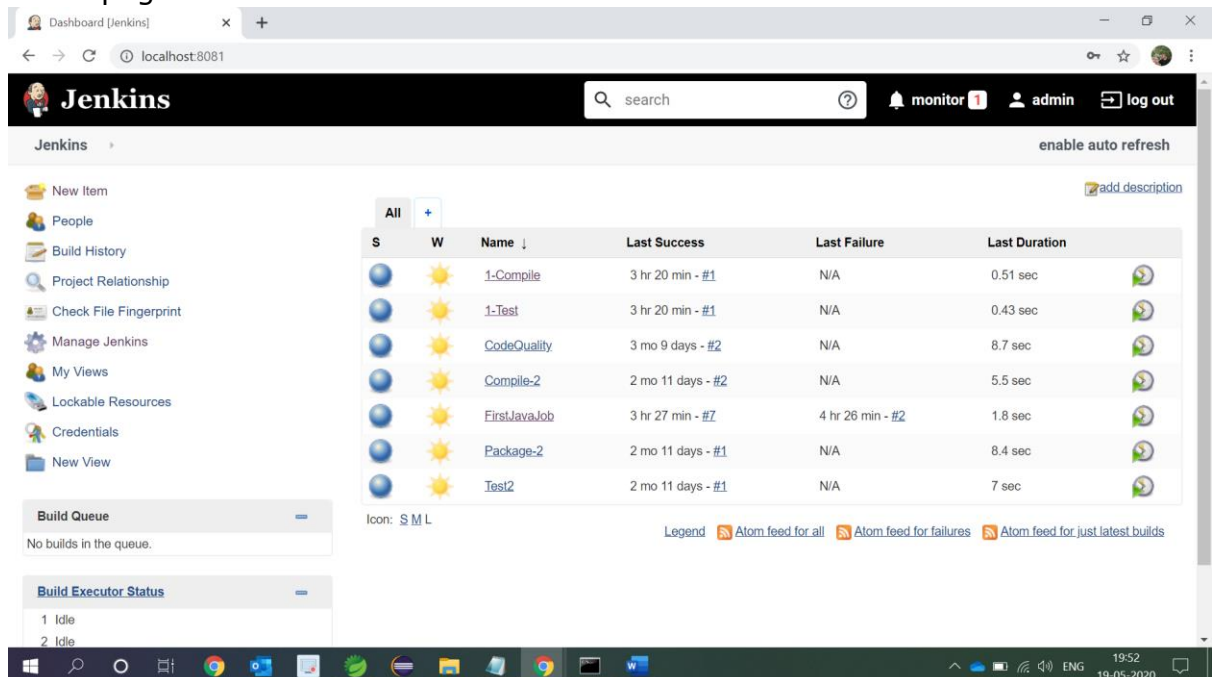 Dashboard [Jenkins]
localhost:8081
Jenkins
search
monitor 1 admin log out
Jenkins
enable auto refresh
New Item
People
Build History
Project Relationship
Check File Fingerprint
Manage Jenkins
My Views
Lockable Resources
Credentials
New View
Build Queue
No builds in the queue.
Build Executor Status
1 Idle
2 Idle
add description
All +
S W Name ↓ Last Success Last Failure Last Duration
1-Compile 3 hr 20 min - #1 N/A 0.51 sec
1-Test 3 hr 20 min - #1 N/A 0.43 sec
CodeQuality 3 mo 9 days - #2 N/A 8.7 sec
Compile-2 2 mo 11 days - #2 N/A 5.5 sec
FirstJavaJob 3 hr 27 min - #7 4 hr 26 min - #2 1.8 sec
Package-2 2 mo 11 days - #1 N/A 8.4 sec
Test2 2 mo 11 days - #1 N/A 7 sec
Icon: S M L
Legend Atom feed for all Atom feed for failures Atom feed for just latest builds
ENG 19:52
19-05-2020